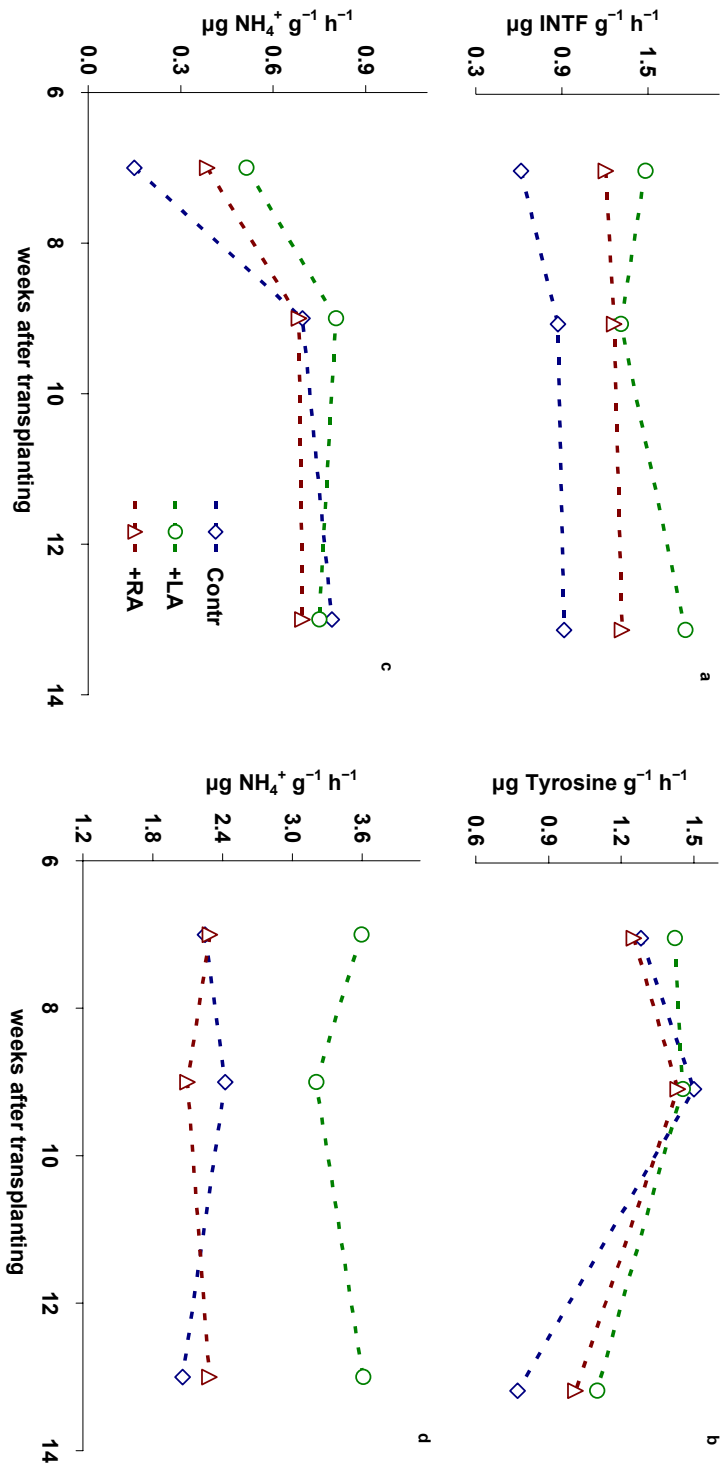 µg INTF g⁻¹ h⁻¹
0.3
0.9
1.5
a
µg Tyrosine g⁻¹ h⁻¹
0.6
0.9
1.2
1.5
b
µg NH₄⁺ g⁻¹ h⁻¹
0.0
0.3
0.6
0.9
6
8
10
12
14
weeks after transplanting
Contr
+LA
+RA
c
µg NH₄⁺ g⁻¹ h⁻¹
1.2
1.8
2.4
3.0
3.6
6
8
10
12
14
weeks after transplanting
d